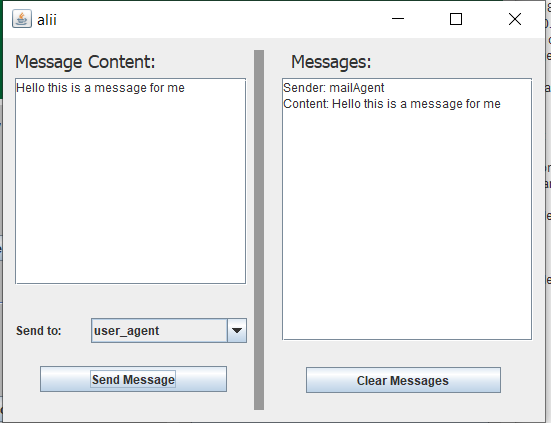 alii
Message Content:
Hello this is a message for me
Send to:
user_agent
Send Message
Messages:
Sender: mailAgent
Content: Hello this is a message for me
Clear Messages